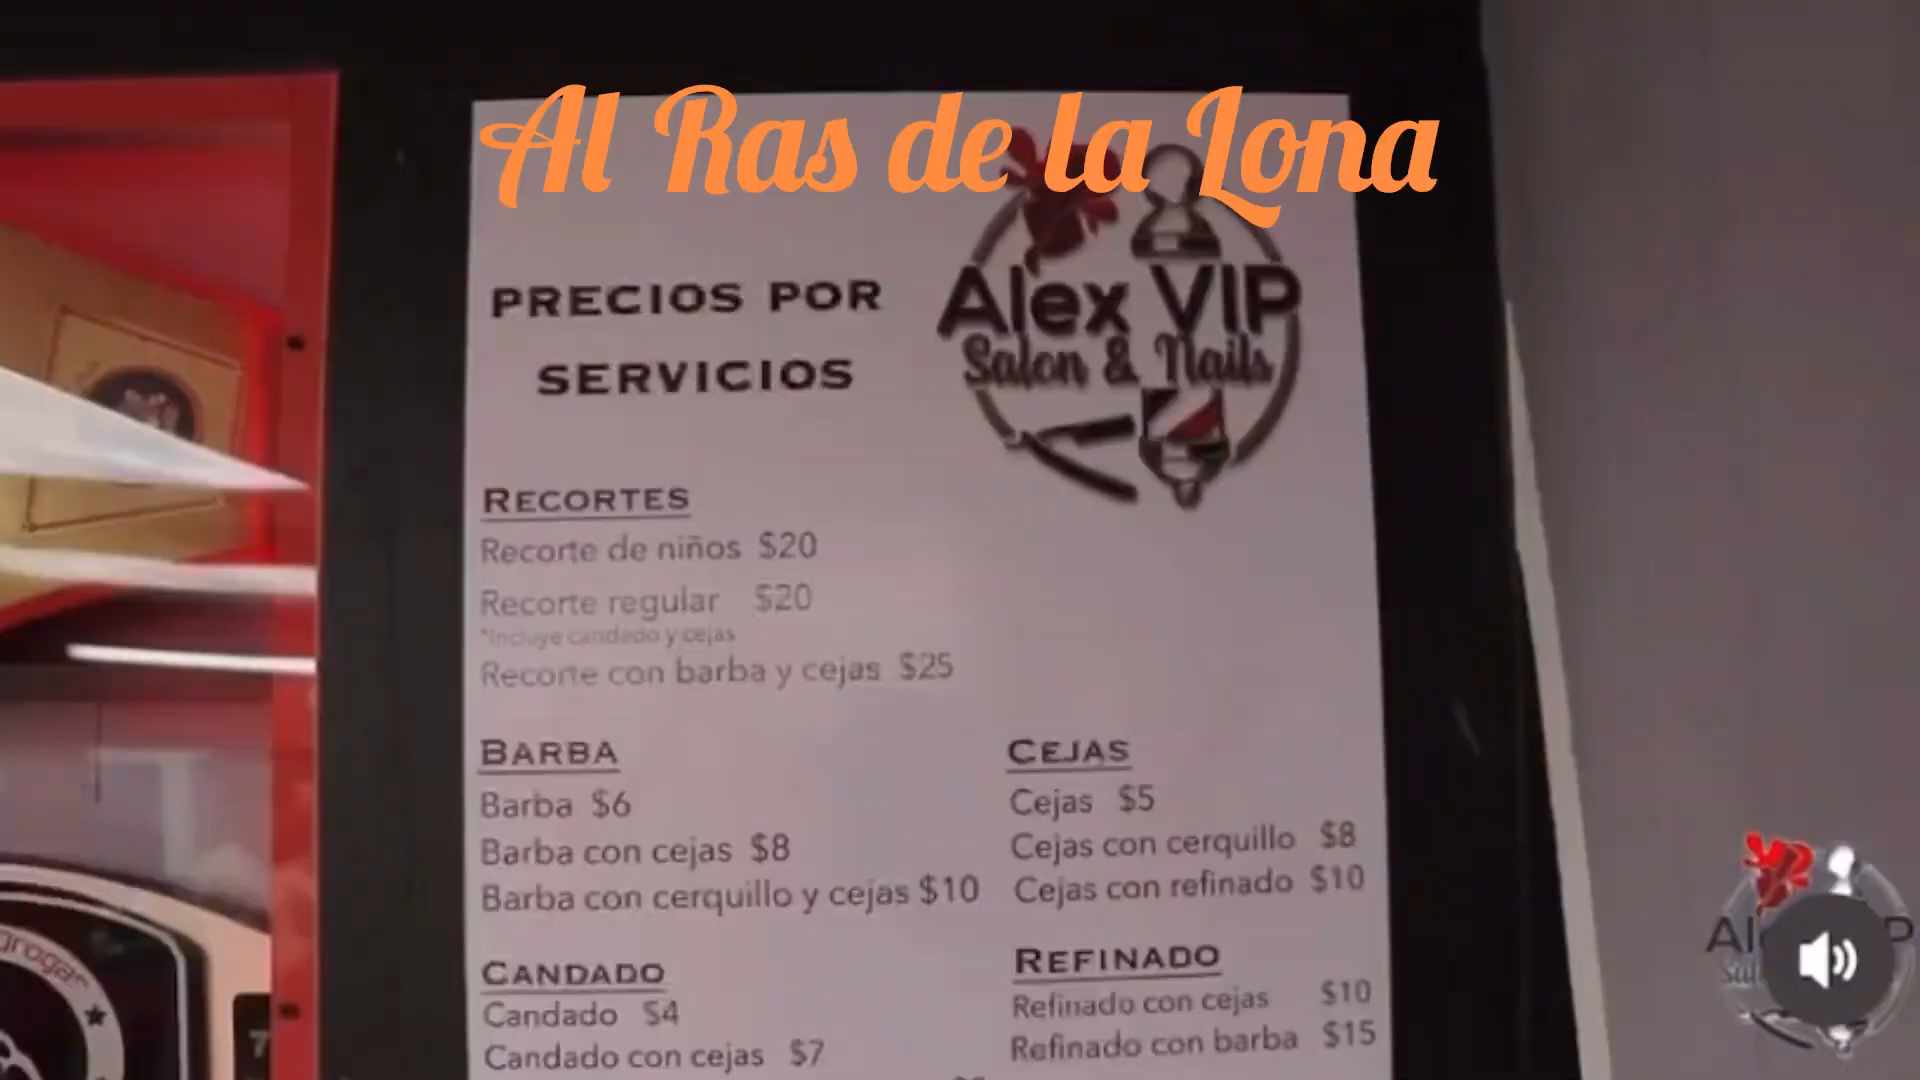 Al Ras de la Lona
PRECIOS POR
SERVICIOS
Alex VIP
Salon & Nails
RECORTES
Recorte de niños $20
Recorte regular $20
*Incluye candado y cejas
Recorte con barba y cejas $25
BARBA
Barba $6
Barba con cejas $8
Barba con cerquillo y cejas $10
CEJAS
Cejas $5
Cejas con cerquillo $8
Cejas con refinado $10
CANDADO
Candado $4
Candado con cejas $7
REFINADO
Refinado con cejas $10
Refinado con barba $15